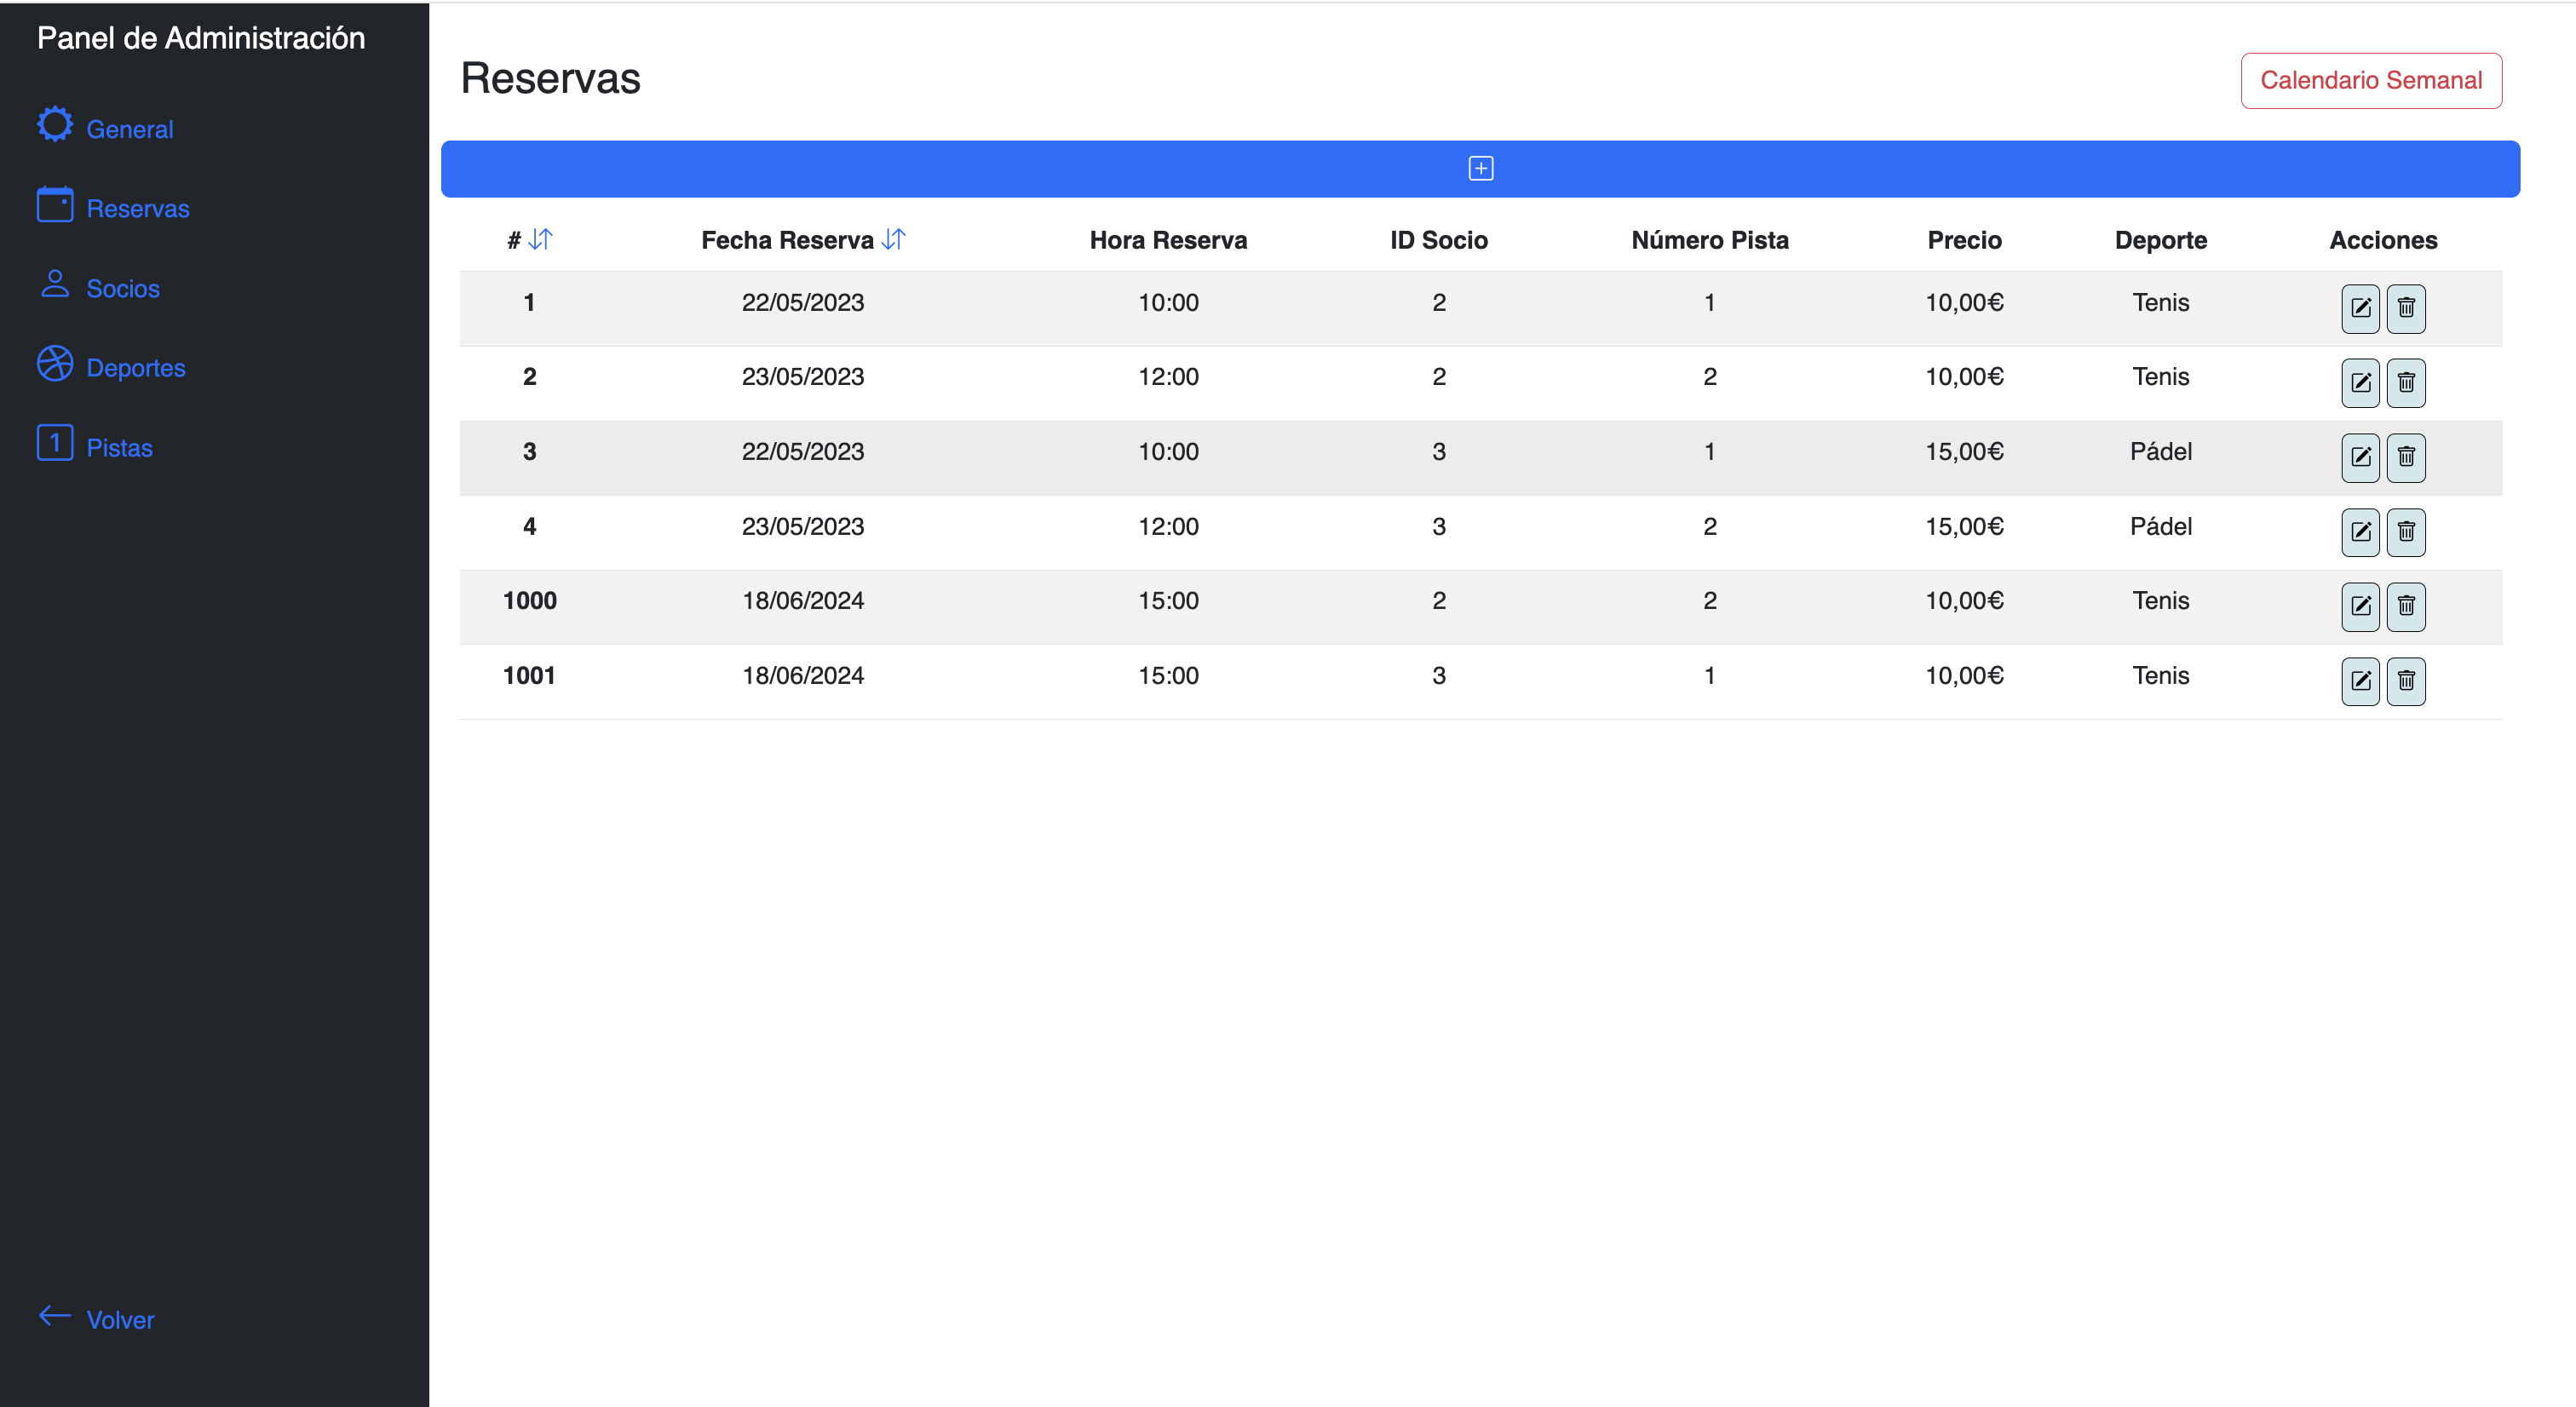 Panel de Administración
General
Reservas
Socios
Deportes
1 Pistas
Volver
Reservas
Calendario Semanal
# Fecha Reserva Hora Reserva ID Socio Número Pista Precio Deporte Acciones
1 22/05/2023 10:00 2 1 10,00€ Tenis
2 23/05/2023 12:00 2 2 10,00€ Tenis
3 22/05/2023 10:00 3 1 15,00€ Pádel
4 23/05/2023 12:00 3 2 15,00€ Pádel
1000 18/06/2024 15:00 2 2 10,00€ Tenis
1001 18/06/2024 15:00 3 1 10,00€ Tenis